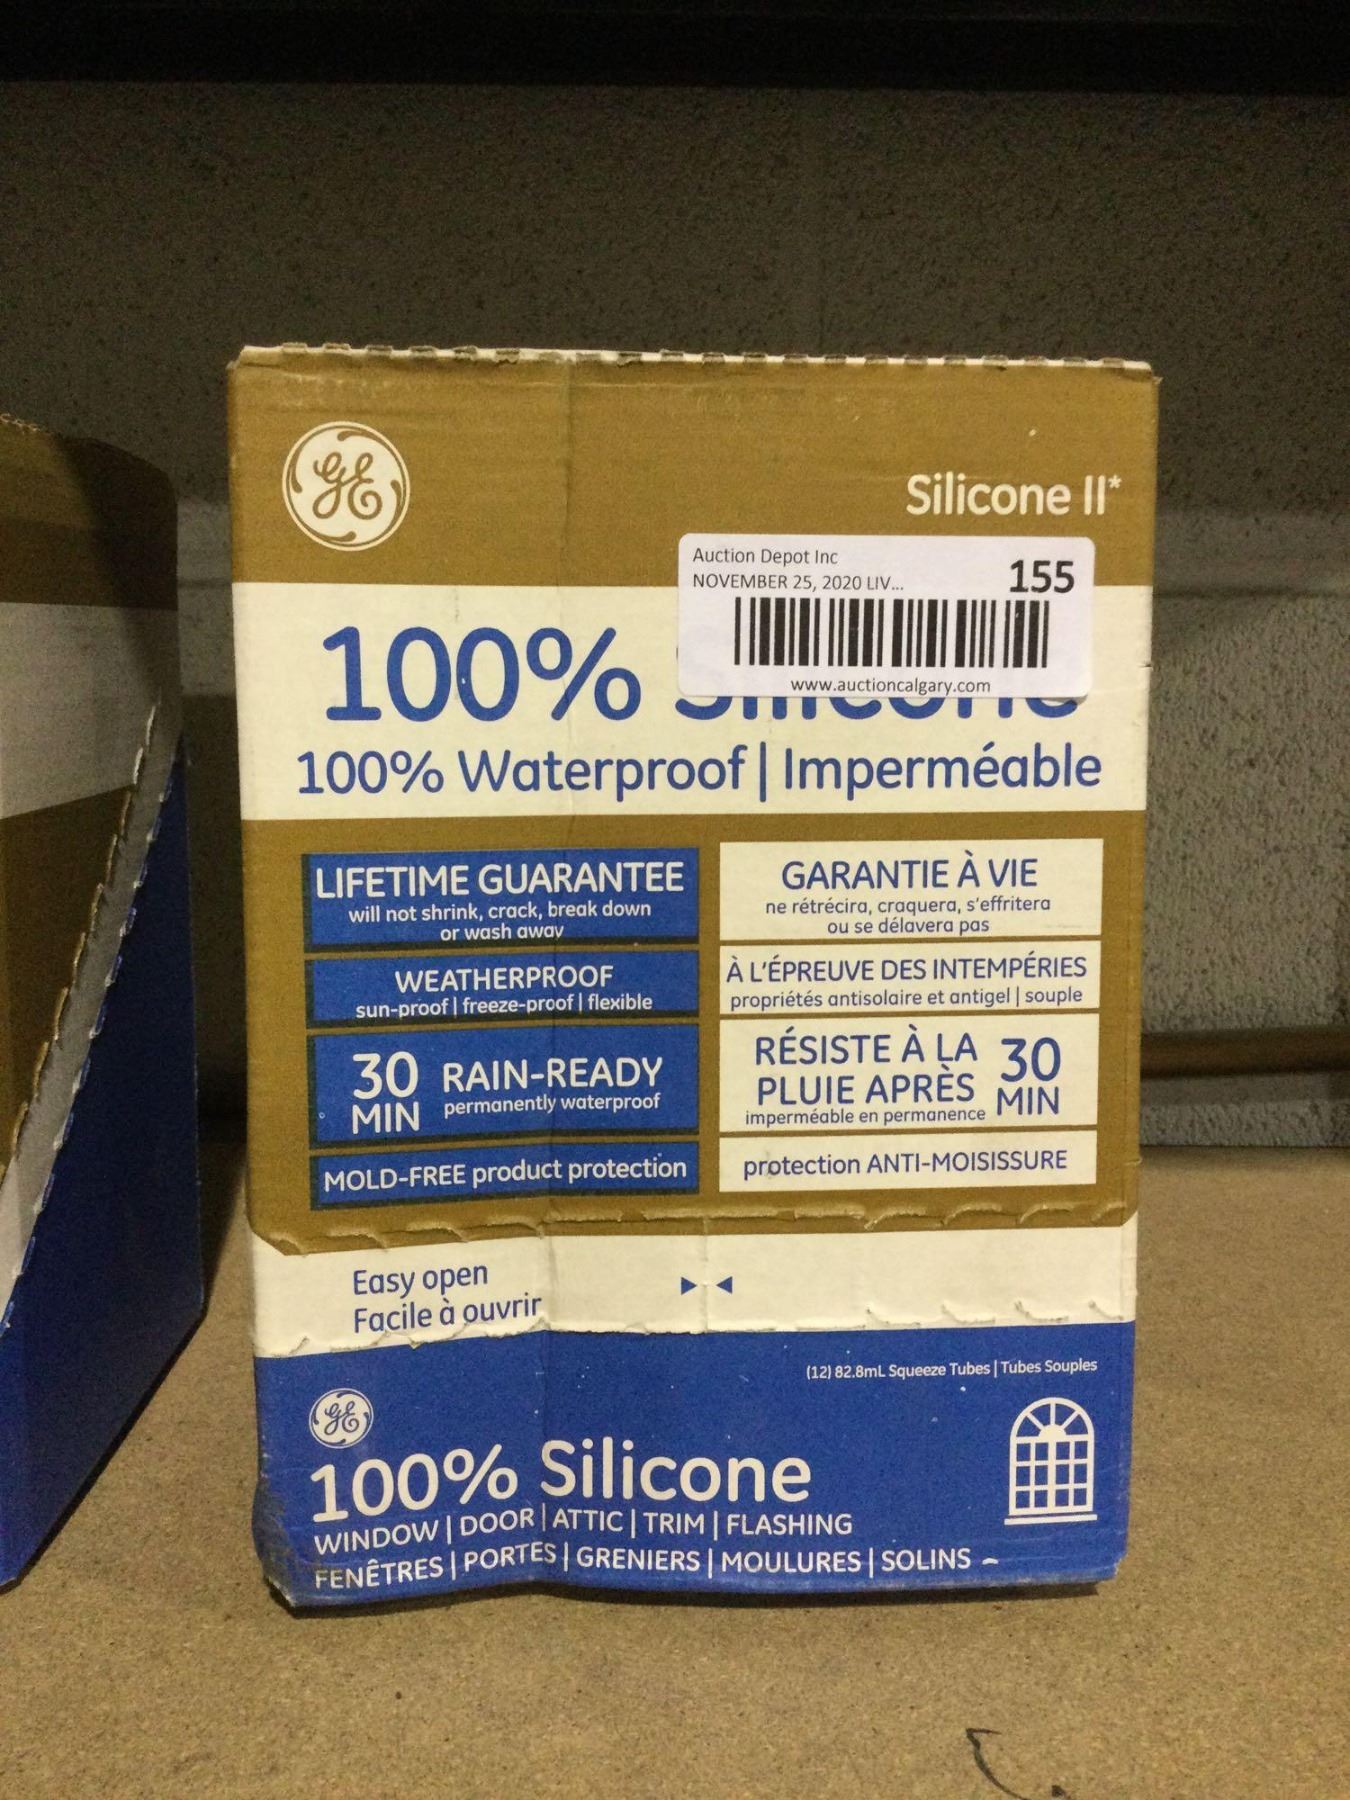 GE
Silicone II*
Auction Depot Inc
155
NOVEMBER 25, 2020 LIV...
www.auctioncalgary.com
100% Silicone
100% Waterproof | Imperméable
LIFETIME GUARANTEE
will not shrink, crack, break down
or wash away
WEATHERPROOF
sun-proof | freeze-proof | flexible
30 MIN
RAIN-READY
permanently waterproof
MOLD-FREE product protection
GARANTIE À VIE
ne rétrécira, craquera, s'effritera
ou se délavera pas
À L'ÉPREUVE DES INTEMPÉRIES
propriétés antisolaire et antigel | souple
RÉSISTE À LA
PLUIE APRÈS
30 MIN
imperméable en permanence
protection ANTI-MOISISSURE
Easy open
Facile à ouvrir
(12) 82.8mL Squeeze Tubes | Tubes Souples
GE
100% Silicone
WINDOW | DOOR | ATTIC | TRIM | FLASHING
FENÊTRES | PORTES | GRENIERS | MOULURES | SOLINS